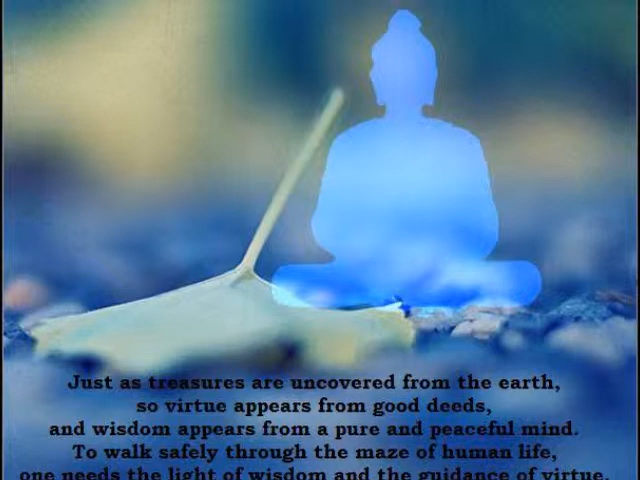 Just as treasures are uncovered from the earth,
so virtue appears from good deeds,
and wisdom appears from a pure and peaceful mind.
To walk safely through the maze of human life,
one needs the light of wisdom and the guidance of virtue.